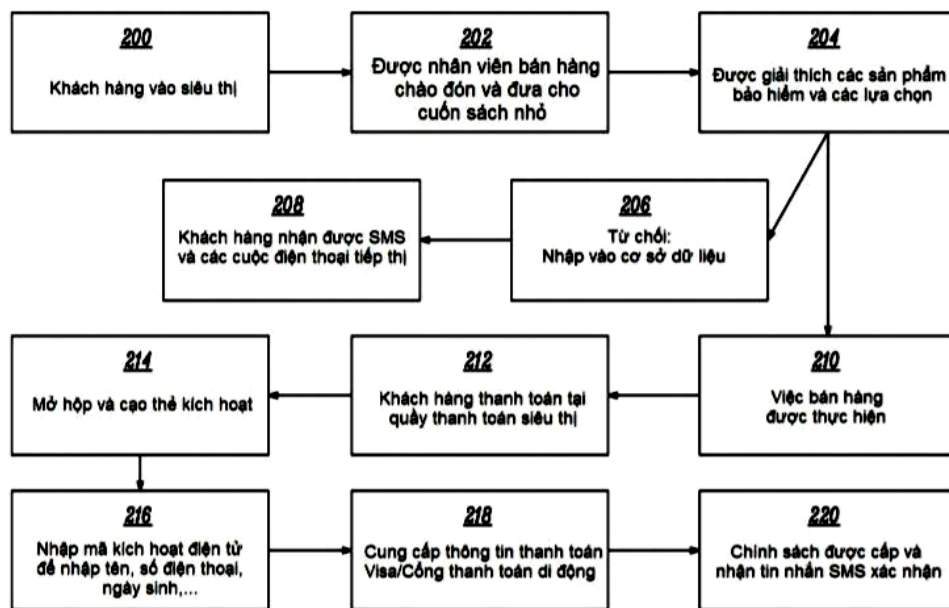 200
Khách hàng vào siêu thị
202
Được nhân viên bán hàng
chào đón và đưa cho
cuốn sách nhỏ
204
Được giải thích các sản phẩm
bảo hiểm và các lựa chọn
208
Khách hàng nhận được SMS
và các cuộc điện thoại tiếp thị
206
Từ chối:
Nhập vào cơ sở dữ liệu
214
Mở hộp và cạo thẻ kích hoạt
212
Khách hàng thanh toán tại
quầy thanh toán siêu thị
210
Việc bán hàng
được thực hiện
216
Nhập mã kích hoạt điện tử
để nhập tên, số điện thoại,
ngày sinh,...
218
Cung cấp thông tin thanh toán
Visa/Cổng thanh toán di động
220
Chính sách được cấp và
nhận tin nhắn SMS xác nhận